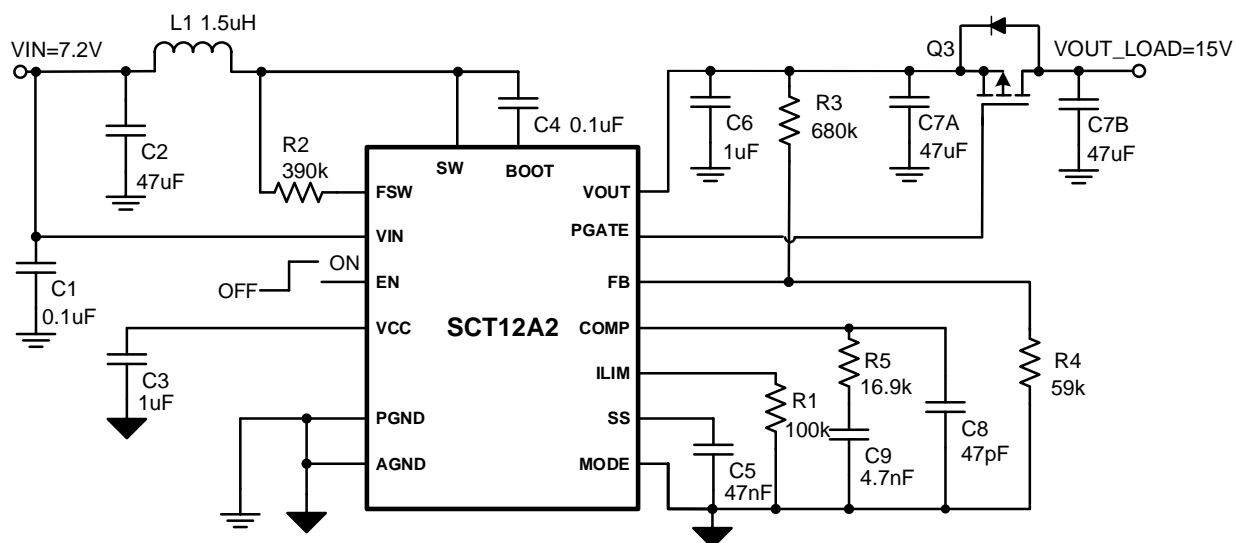 L1 1.5uH
VIN=7.2V
Q3
VOUT_LOAD=15V
C4 0.1uF
C2
47uF
R2
390k
C6
1uF
R3
680k
C7A
47uF
C7B
47uF
SW
BOOT
FSW
VOUT
VIN
PGATE
ON
OFF
EN
FB
C1
0.1uF
VCC
SCT12A2
COMP
C3
1uF
ILIM
R5
16.9k
R4
59k
R1
100k
PGND
SS
C8
47pF
AGND
MODE
C5
47nF
C9
4.7nF